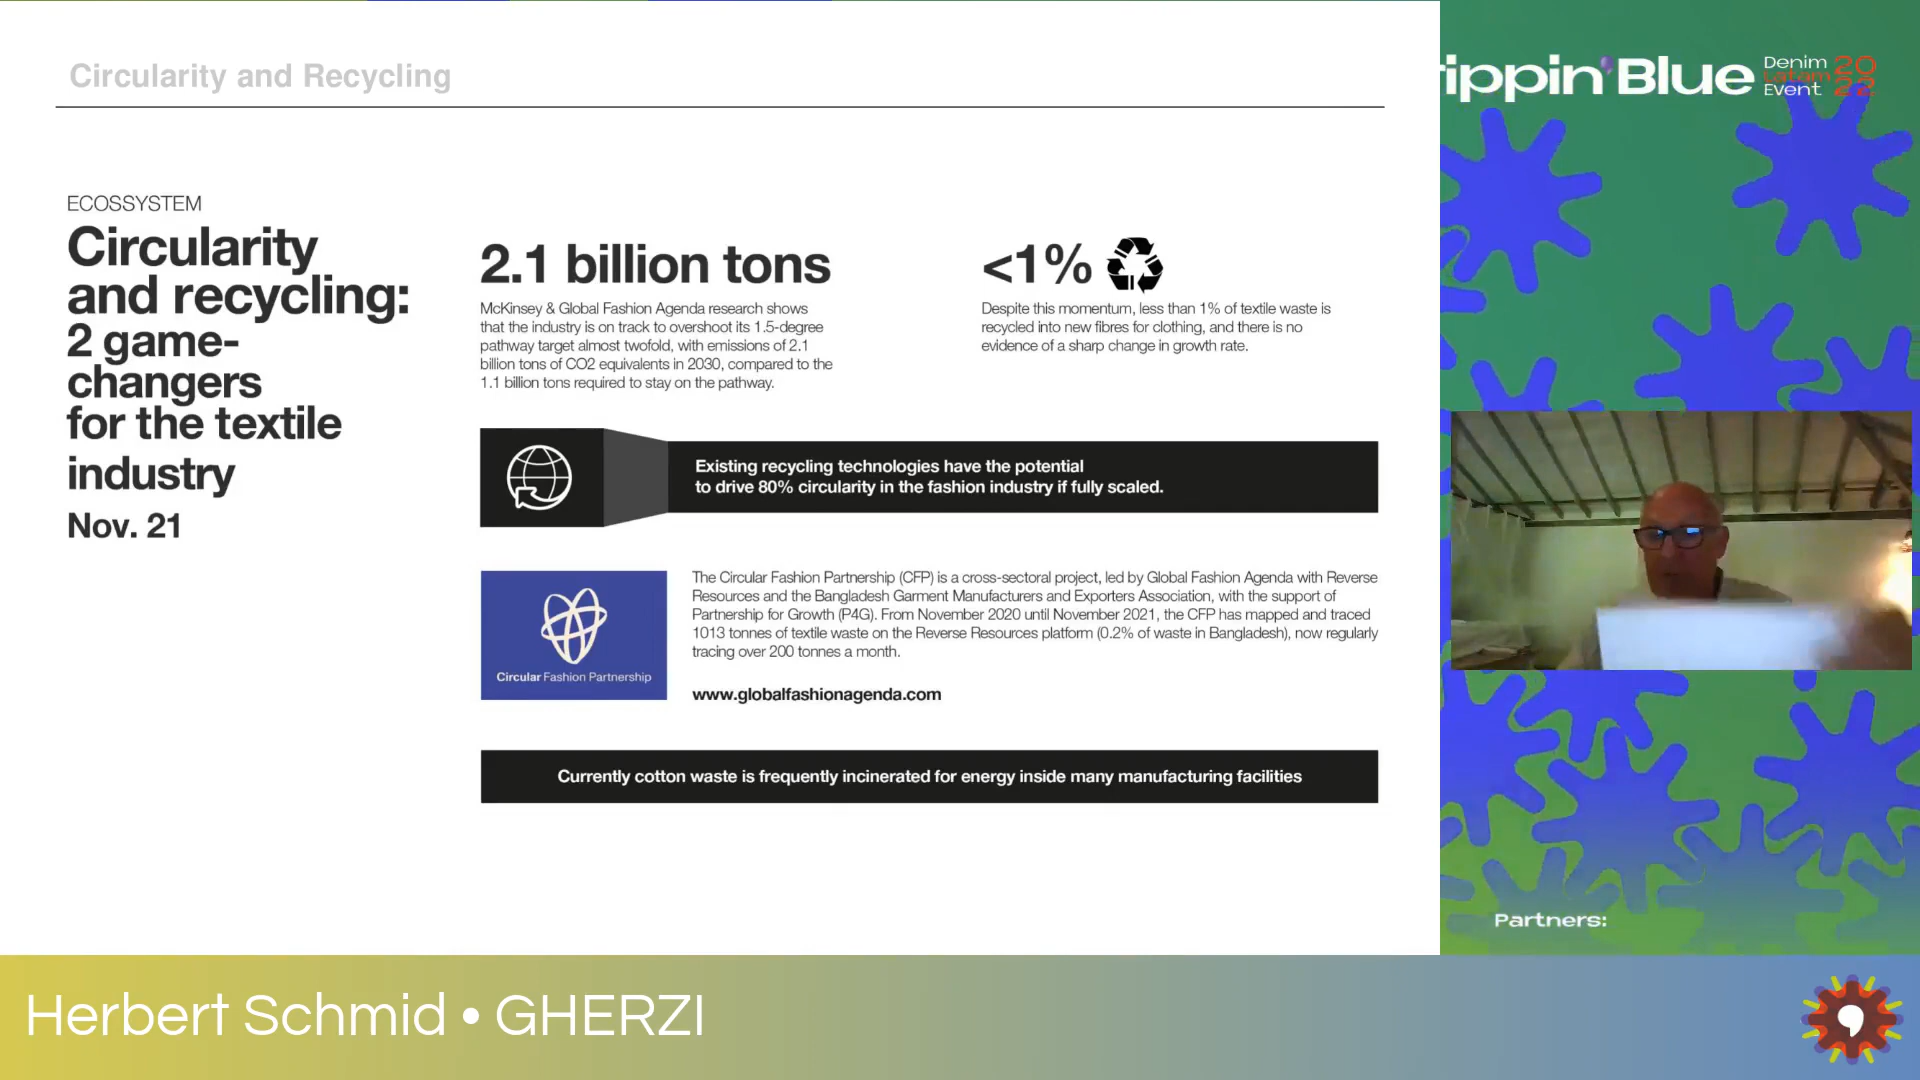 Circularity and Recycling
ECOSSYSTEM
Circularity
and recycling:
2 game-
changers
for the textile
industry
Nov. 21
2.1 billion tons
McKinsey & Global Fashion Agenda research shows
that the industry is on track to overshoot its 1.5-degree
pathway target almost twofold, with emissions of 2.1
billion tons of CO2 equivalents in 2030, compared to the
1.1 billion tons required to stay on the pathway.
<1%
Despite this momentum, less than 1% of textile waste is
recycled into new fibres for clothing, and there is no
evidence of a sharp change in growth rate.
Existing recycling technologies have the potential
to drive 80% circularity in the fashion industry if fully scaled.
Circular Fashion Partnership
The Circular Fashion Partnership (CFP) is a cross-sectoral project, led by Global Fashion Agenda with Reverse
Resources and the Bangladesh Garment Manufacturers and Exporters Association, with the support of
Partnership for Growth (P4G). From November 2020 until November 2021, the CFP has mapped and traced
1013 tonnes of textile waste on the Reverse Resources platform (0.2% of waste in Bangladesh), now regularly
tracing over 200 tonnes a month.
www.globalfashionagenda.com
Currently cotton waste is frequently incinerated for energy inside many manufacturing facilities
rippin'Blue
Denim
Latam
Event
20
22
Partners:
Herbert Schmid • GHERZI